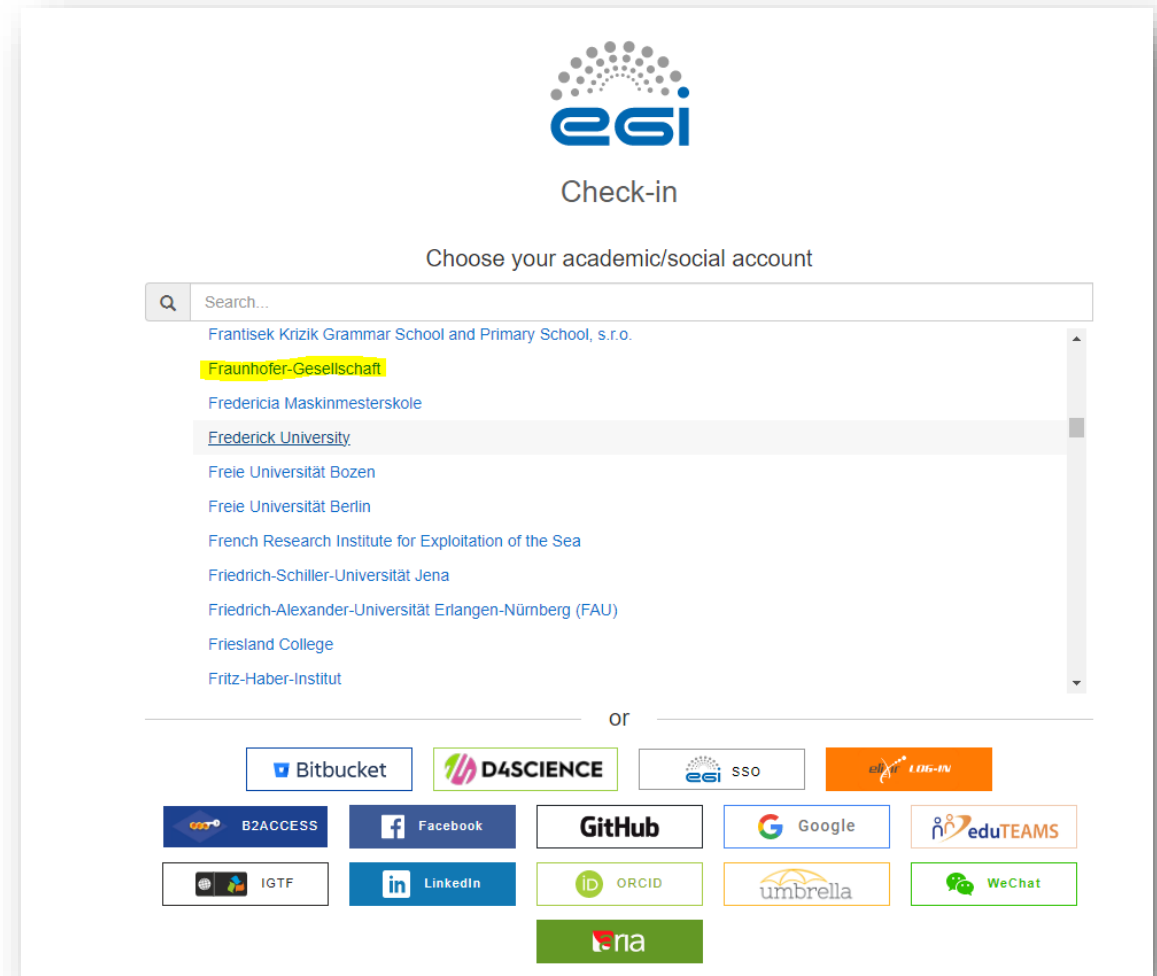 egi
Check-in
Choose your academic/social account
Search...
Frantisek Krizik Grammar School and Primary School, s.r.o.
Fraunhofer-Gesellschaft
Fredericia Maskinmesterskole
Frederick University
Freie Universität Bozen
Freie Universität Berlin
French Research Institute for Exploitation of the Sea
Friedrich-Schiller-Universität Jena
Friedrich-Alexander-Universität Erlangen-Nürnberg (FAU)
Friesland College
Fritz-Haber-Institut
or
Bitbucket D4SCIENCE egi SSO elixir LOG-IN
B2ACCESS Facebook GitHub Google eduTEAMS
IGTF LinkedIn iD ORCID umbrella WeChat
aria